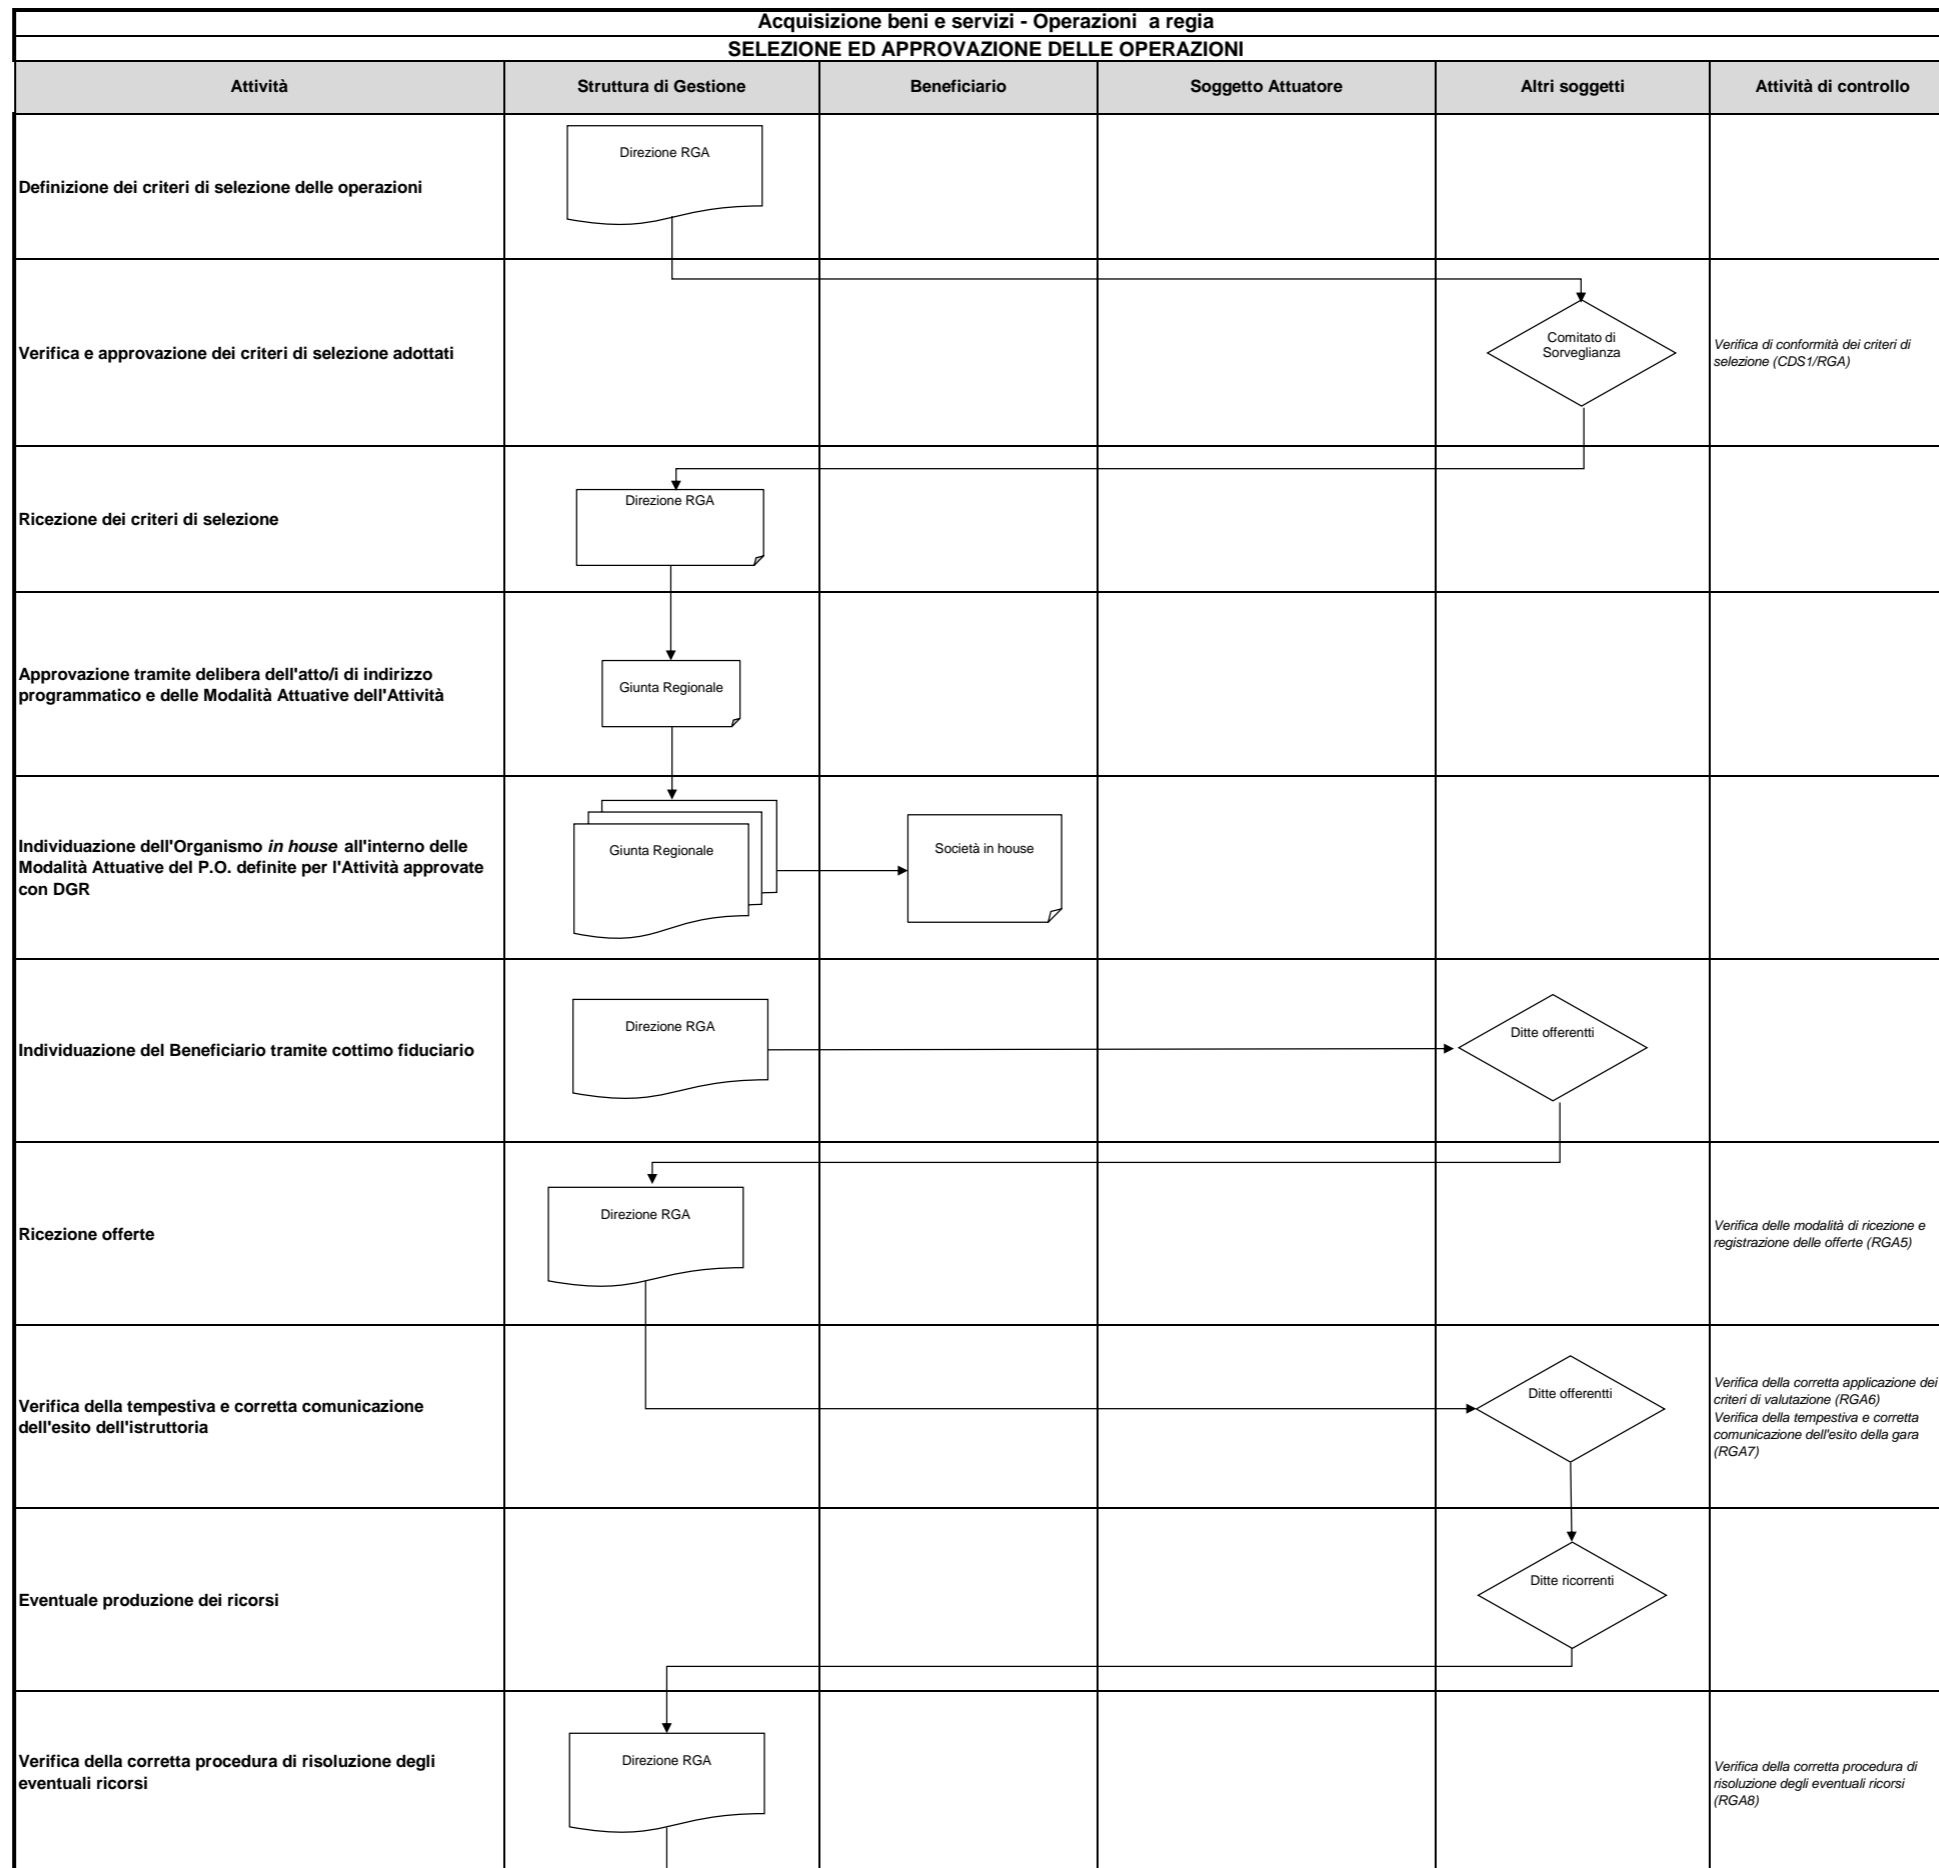 Acquisizione beni e servizi - Operazioni  a regia
SELEZIONE ED APPROVAZIONE DELLE OPERAZIONI
Attività
Struttura di Gestione
Beneficiario
Soggetto Attuatore
Altri soggetti
Attività di controllo
Definizione dei criteri di selezione delle operazioni
Direzione RGA
Verifica e approvazione dei criteri di selezione adottati
Comitato di
Sorveglianza
Verifica di conformità dei criteri di
selezione (CDS1/RGA)
Ricezione dei criteri di selezione
Direzione RGA
Approvazione tramite delibera dell'atto/i di indirizzo
programmatico e delle Modalità Attuative dell'Attività
Giunta Regionale
Individuazione dell'Organismo in house all'interno delle
Modalità Attuative del P.O. definite per l'Attività approvate
con DGR
Giunta Regionale
Società in house
Individuazione del Beneficiario tramite cottimo fiduciario
Direzione RGA
Ditte offerentti
Ricezione offerte
Direzione RGA
Verifica delle modalità di ricezione e
registrazione delle offerte (RGA5)
Verifica della tempestiva e corretta comunicazione
dell'esito dell'istruttoria
Ditte offerentti
Verifica della corretta applicazione dei
criteri di valutazione (RGA6)
Verifica della tempestiva e corretta
comunicazione dell'esito della gara
(RGA7)
Eventuale produzione dei ricorsi
Ditte ricorrenti
Verifica della corretta procedura di risoluzione degli
eventuali ricorsi
Direzione RGA
Verifica della corretta procedura di
risoluzione degli eventuali ricorsi
(RGA8)